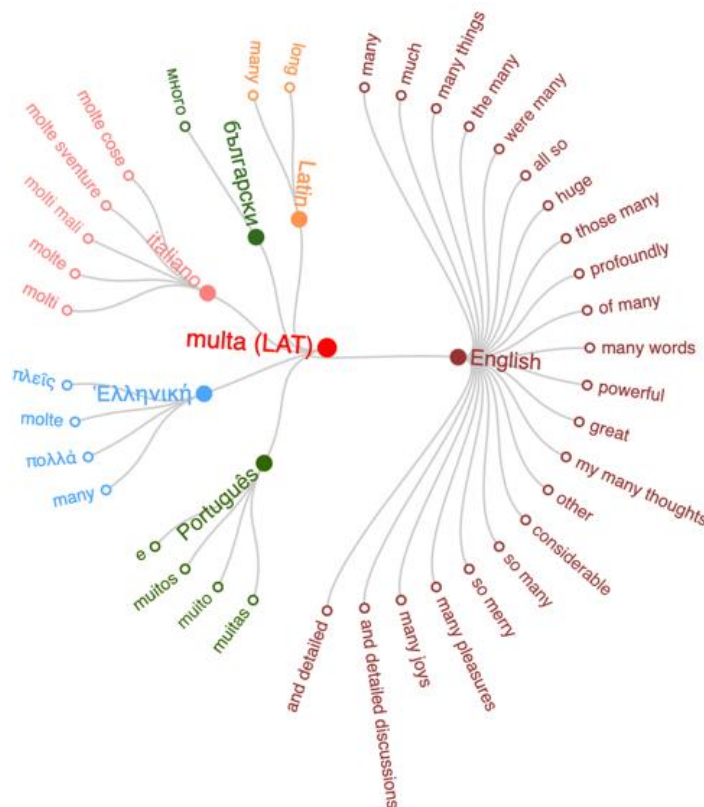 multa (LAT)
English
many
much
many things
the many
were many
all so
huge
those many
profoundly
of many
many words
powerful
great
my many thoughts
other
considerable
so many
so merry
many pleasures
many joys
and detailed discussions
and detailed
Português
muitas
muito
muitos
e
Ἑλληνική
many
πολλὰ
molte
πλεῖς
italiano
molti
molte
molti mali
molte sventure
molte cose
български
много
Latin
many
long